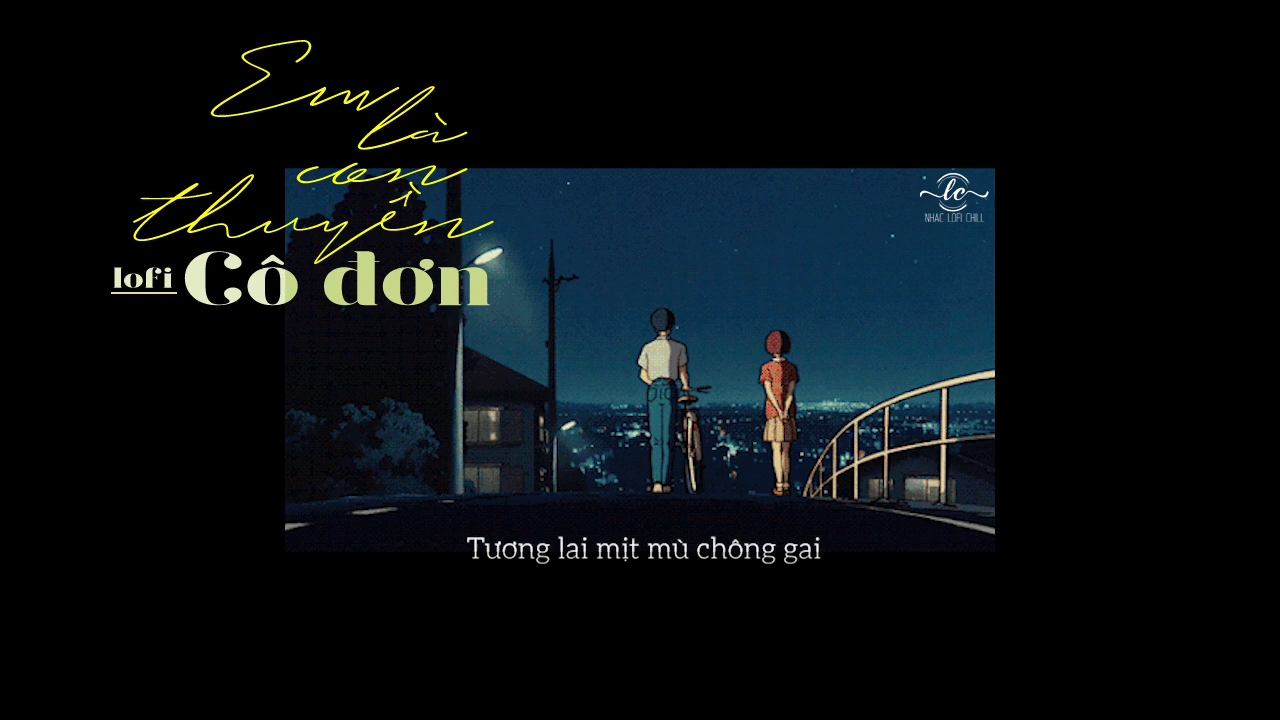 Em
là
con
thuyền
lofi Cô đơn
lc
NHẠC LOFI CHILL
Tương lai mịt mù chông gai